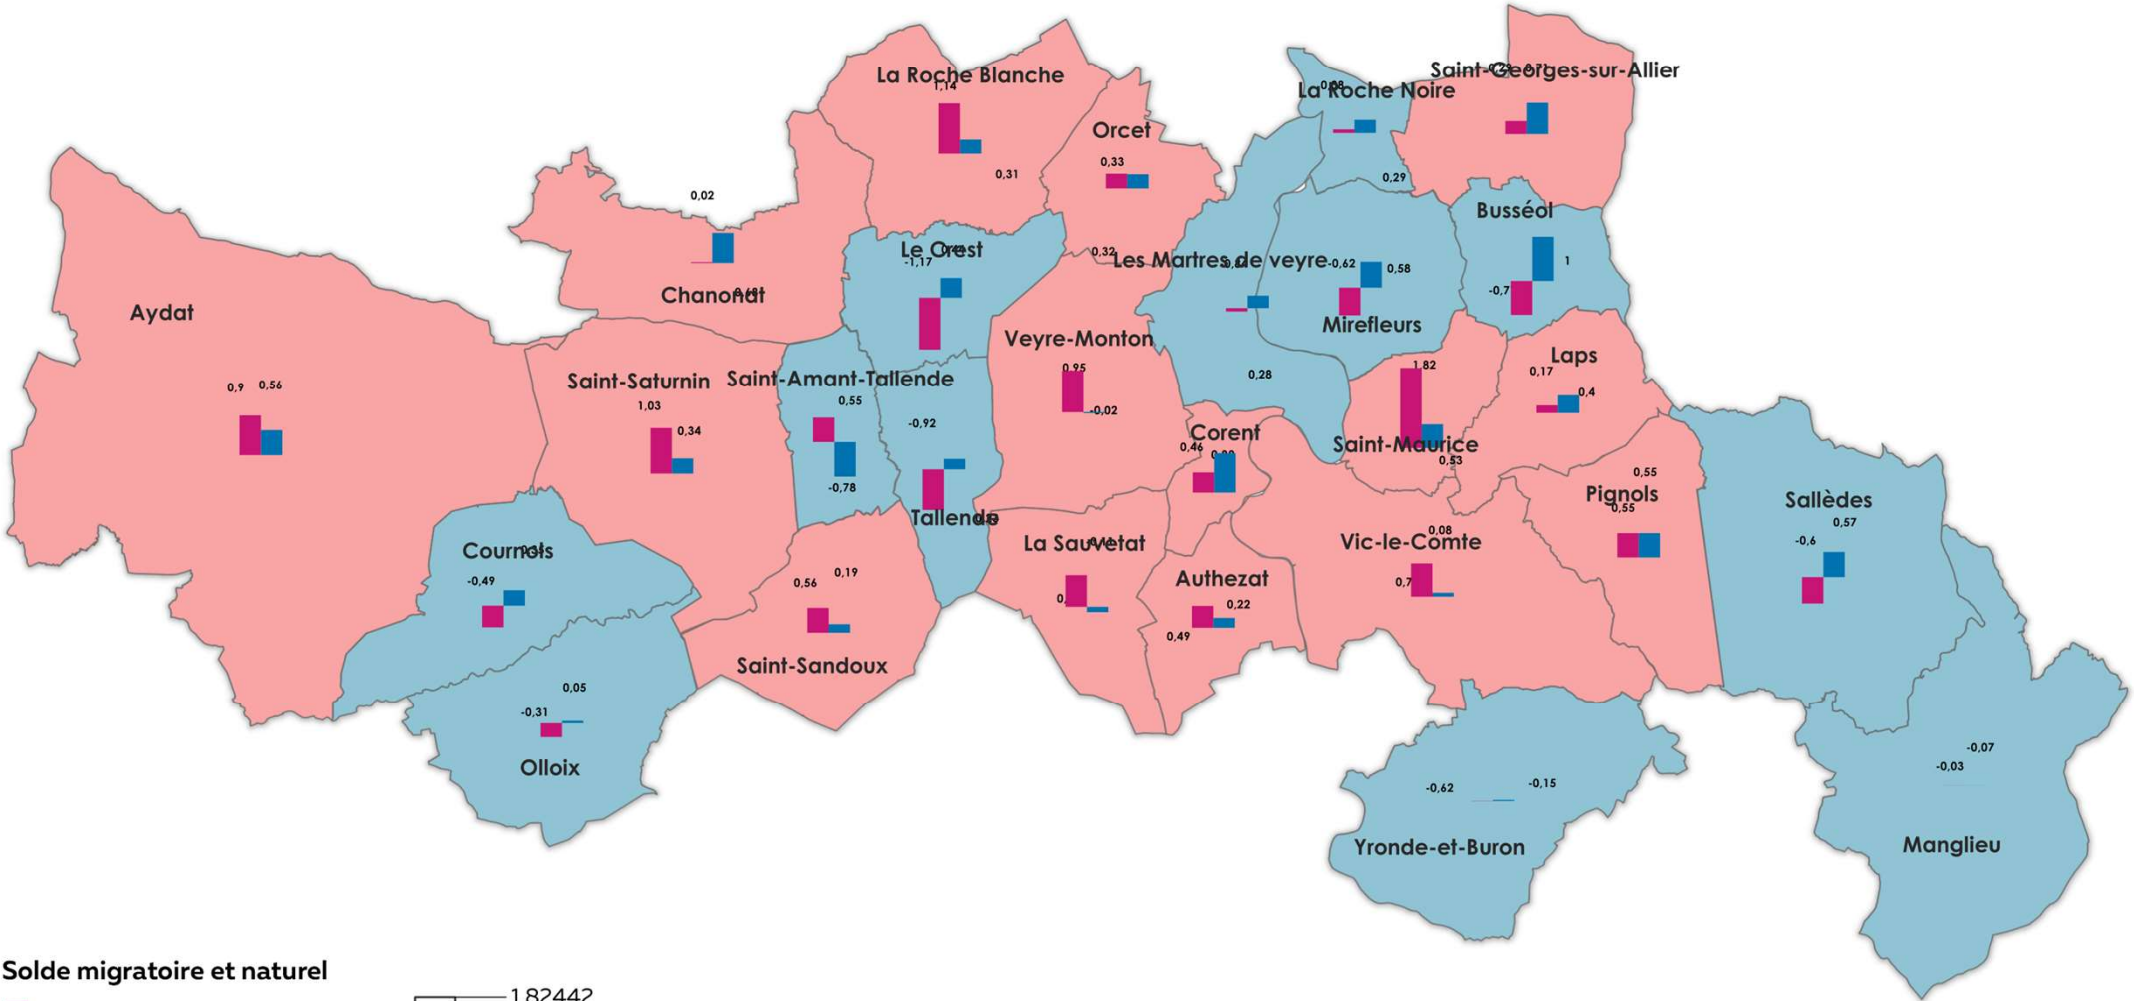 Saint-Georges-sur-Allier
La Roche Blanche
1,14
La Roche Noire
Orcet
0,33
0,31
0,29
0,02
Busséol
Le Crest
-1,17
0,32
Les Martres de veyre
-0,62
0,58
1
-0,7
Chanonat
Aydat
Mirefleurs
Veyre-Monton
0,95
-0,02
Laps
0,17
0,4
1,82
0,28
Saint-Saturnin
1,03
0,34
Saint-Amant-Tallende
0,55
-0,78
-0,92
0,9
0,56
Corent
0,46
Saint-Maurice
0,53
0,55
Pignols
0,55
Sallèdes
0,57
-0,6
Tallende
La Sauvetat
Vic-le-Comte
0,08
0,7
Cournols
-0,49
0,56
0,19
Authezat
0,22
0,49
Saint-Sandoux
0,05
-0,31
Olloix
-0,07
-0,03
-0,62
-0,15
Yronde-et-Buron
Manglieu
Solde migratoire et naturel
1.82442